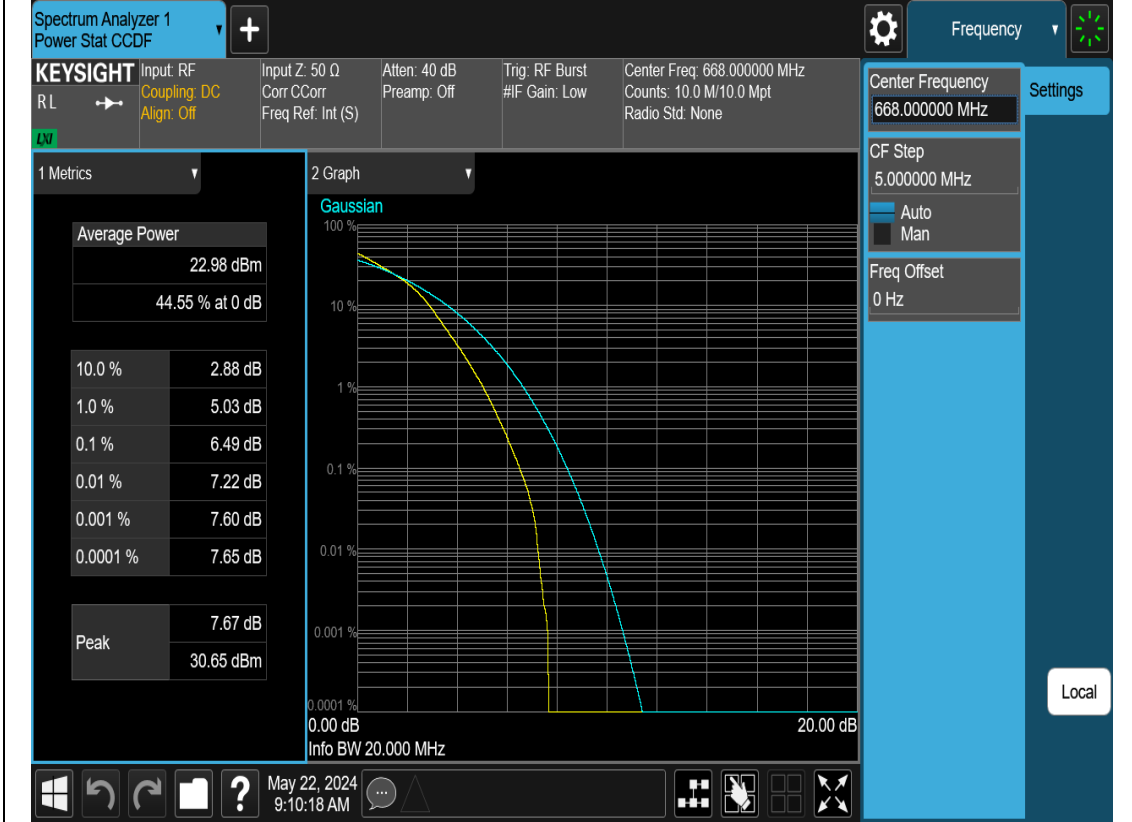 Spectrum Analyzer 1
Power Stat CCDF
+
Frequency
KEYSIGHT
RL
LXI
Input: RF
Coupling: DC
Align: Off
Input Z: 50 Ω
Corr CCorr
Freq Ref: Int (S)
Atten: 40 dB
Preamp: Off
Trig: RF Burst
#IF Gain: Low
Center Freq: 668.000000 MHz
Counts: 10.0 M/10.0 Mpt
Radio Std: None
Center Frequency
668.000000 MHz
Settings
CF Step
5.000000 MHz
Auto
Man
Freq Offset
0 Hz
Local
1 Metrics
Average Power
22.98 dBm
44.55 % at 0 dB
10.0 % 2.88 dB
1.0 % 5.03 dB
0.1 % 6.49 dB
0.01 % 7.22 dB
0.001 % 7.60 dB
0.0001 % 7.65 dB
Peak
7.67 dB
30.65 dBm
2 Graph
Gaussian
100 %
10 %
1 %
0.1 %
0.01 %
0.001 %
0.0001 %
0.00 dB 20.00 dB
Info BW 20.000 MHz
?
May 22, 2024
9:10:18 AM